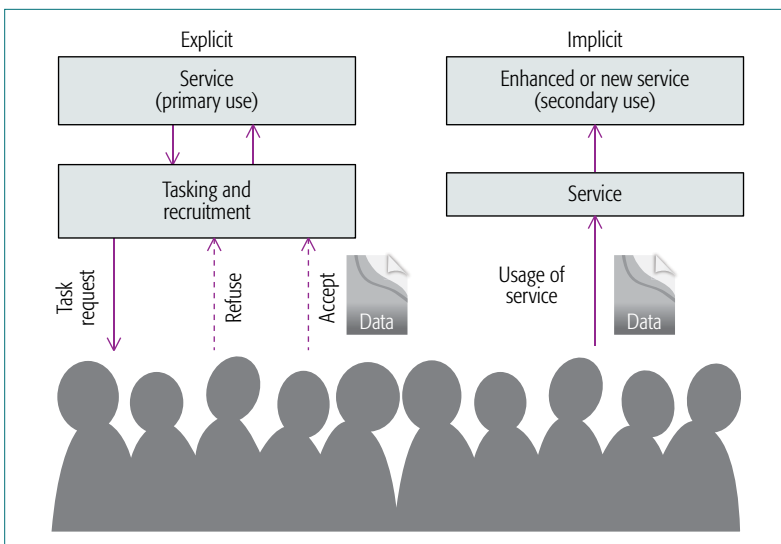 Explicit
Service
(primary use)
Tasking and
recruitment
Task
request
Refuse
Accept
Data
Implicit
Enhanced or new service
(secondary use)
Service
Usage of
service
Data